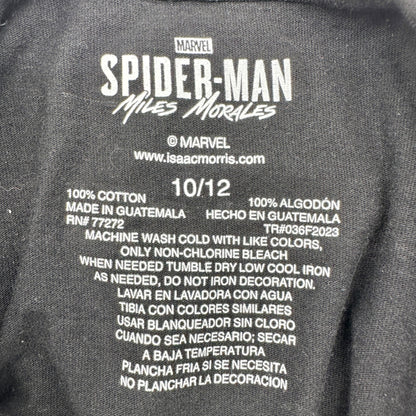 MARVEL
SPIDER-MAN
MILES MORALES
© MARVEL
www.isaacmorris.com
10/12
100% COTTON 100% ALGODÓN
MADE IN GUATEMALA HECHO EN GUATEMALA
RN# 77272 TR#036F2023
MACHINE WASH COLD WITH LIKE COLORS,
ONLY NON-CHLORINE BLEACH
WHEN NEEDED TUMBLE DRY LOW COOL IRON
AS NEEDED, DO NOT IRON DECORATION.
LAVAR EN LAVADORA CON AGUA
TIBIA CON COLORES SIMILARES
USAR BLANQUEADOR SIN CLORO
CUANDO SEA NECESARIO; SECAR
A BAJA TEMPERATURA
PLANCHA FRIA SI SE NECESITA
NO PLANCHAR LA DECORACION